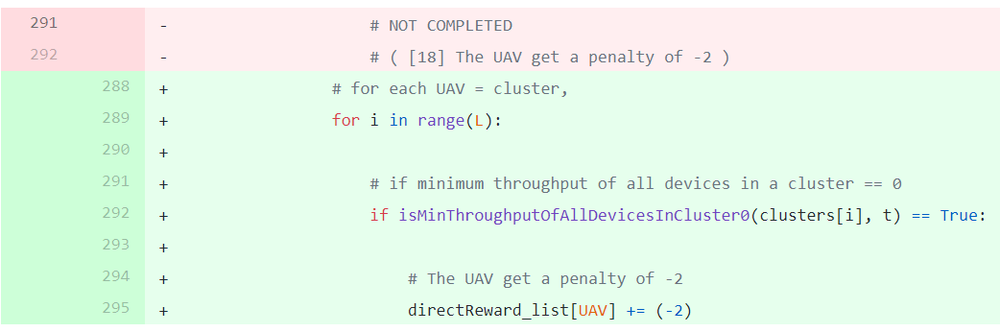 291 - # NOT COMPLETED
292 - # ( [18] The UAV get a penalty of -2 )
288 + # for each UAV = cluster,
289 + for i in range(L):
290 +
291 + # if minimum throughput of all devices in a cluster == 0
292 + if isMinThroughputOfAllDevicesInCluster0(clusters[i], t) == True:
293 +
294 + # The UAV get a penalty of -2
295 + directReward_list[UAV] += (-2)